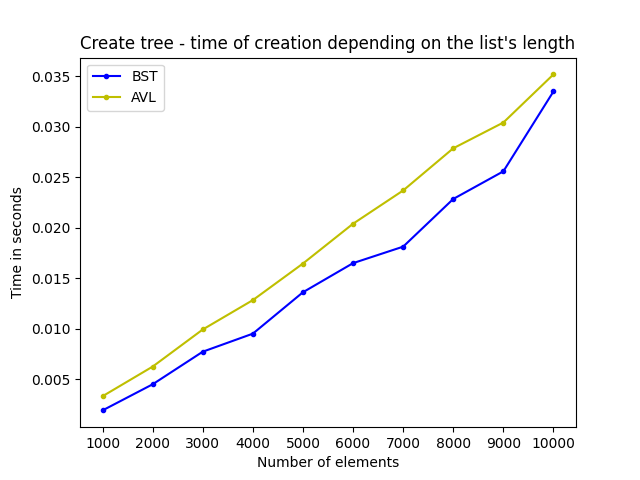 Create tree - time of creation depending on the list's length
BST
AVL
0.035
0.030
0.025
0.020
0.015
0.010
0.005
Time in seconds
1000 2000 3000 4000 5000 6000 7000 8000 9000 10000
Number of elements